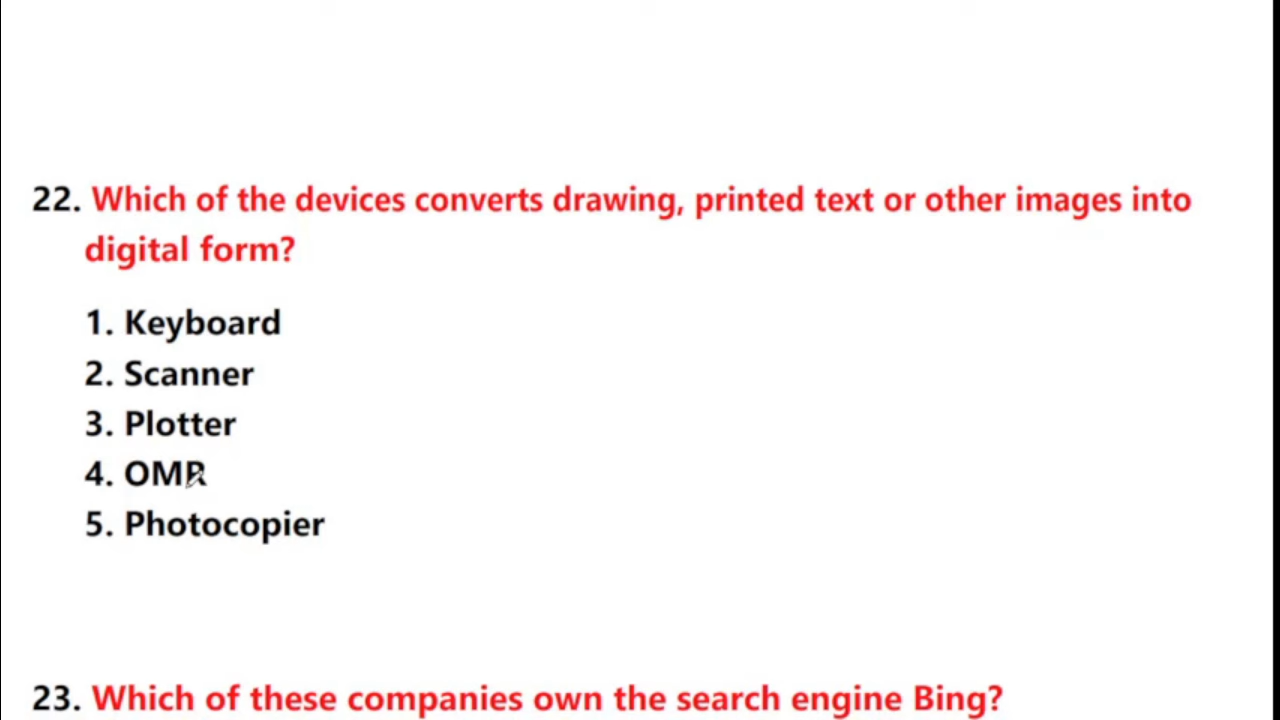 22. Which of the devices converts drawing, printed text or other images into
digital form?
1. Keyboard
2. Scanner
3. Plotter
4. OMR
5. Photocopier
23. Which of these companies own the search engine Bing?